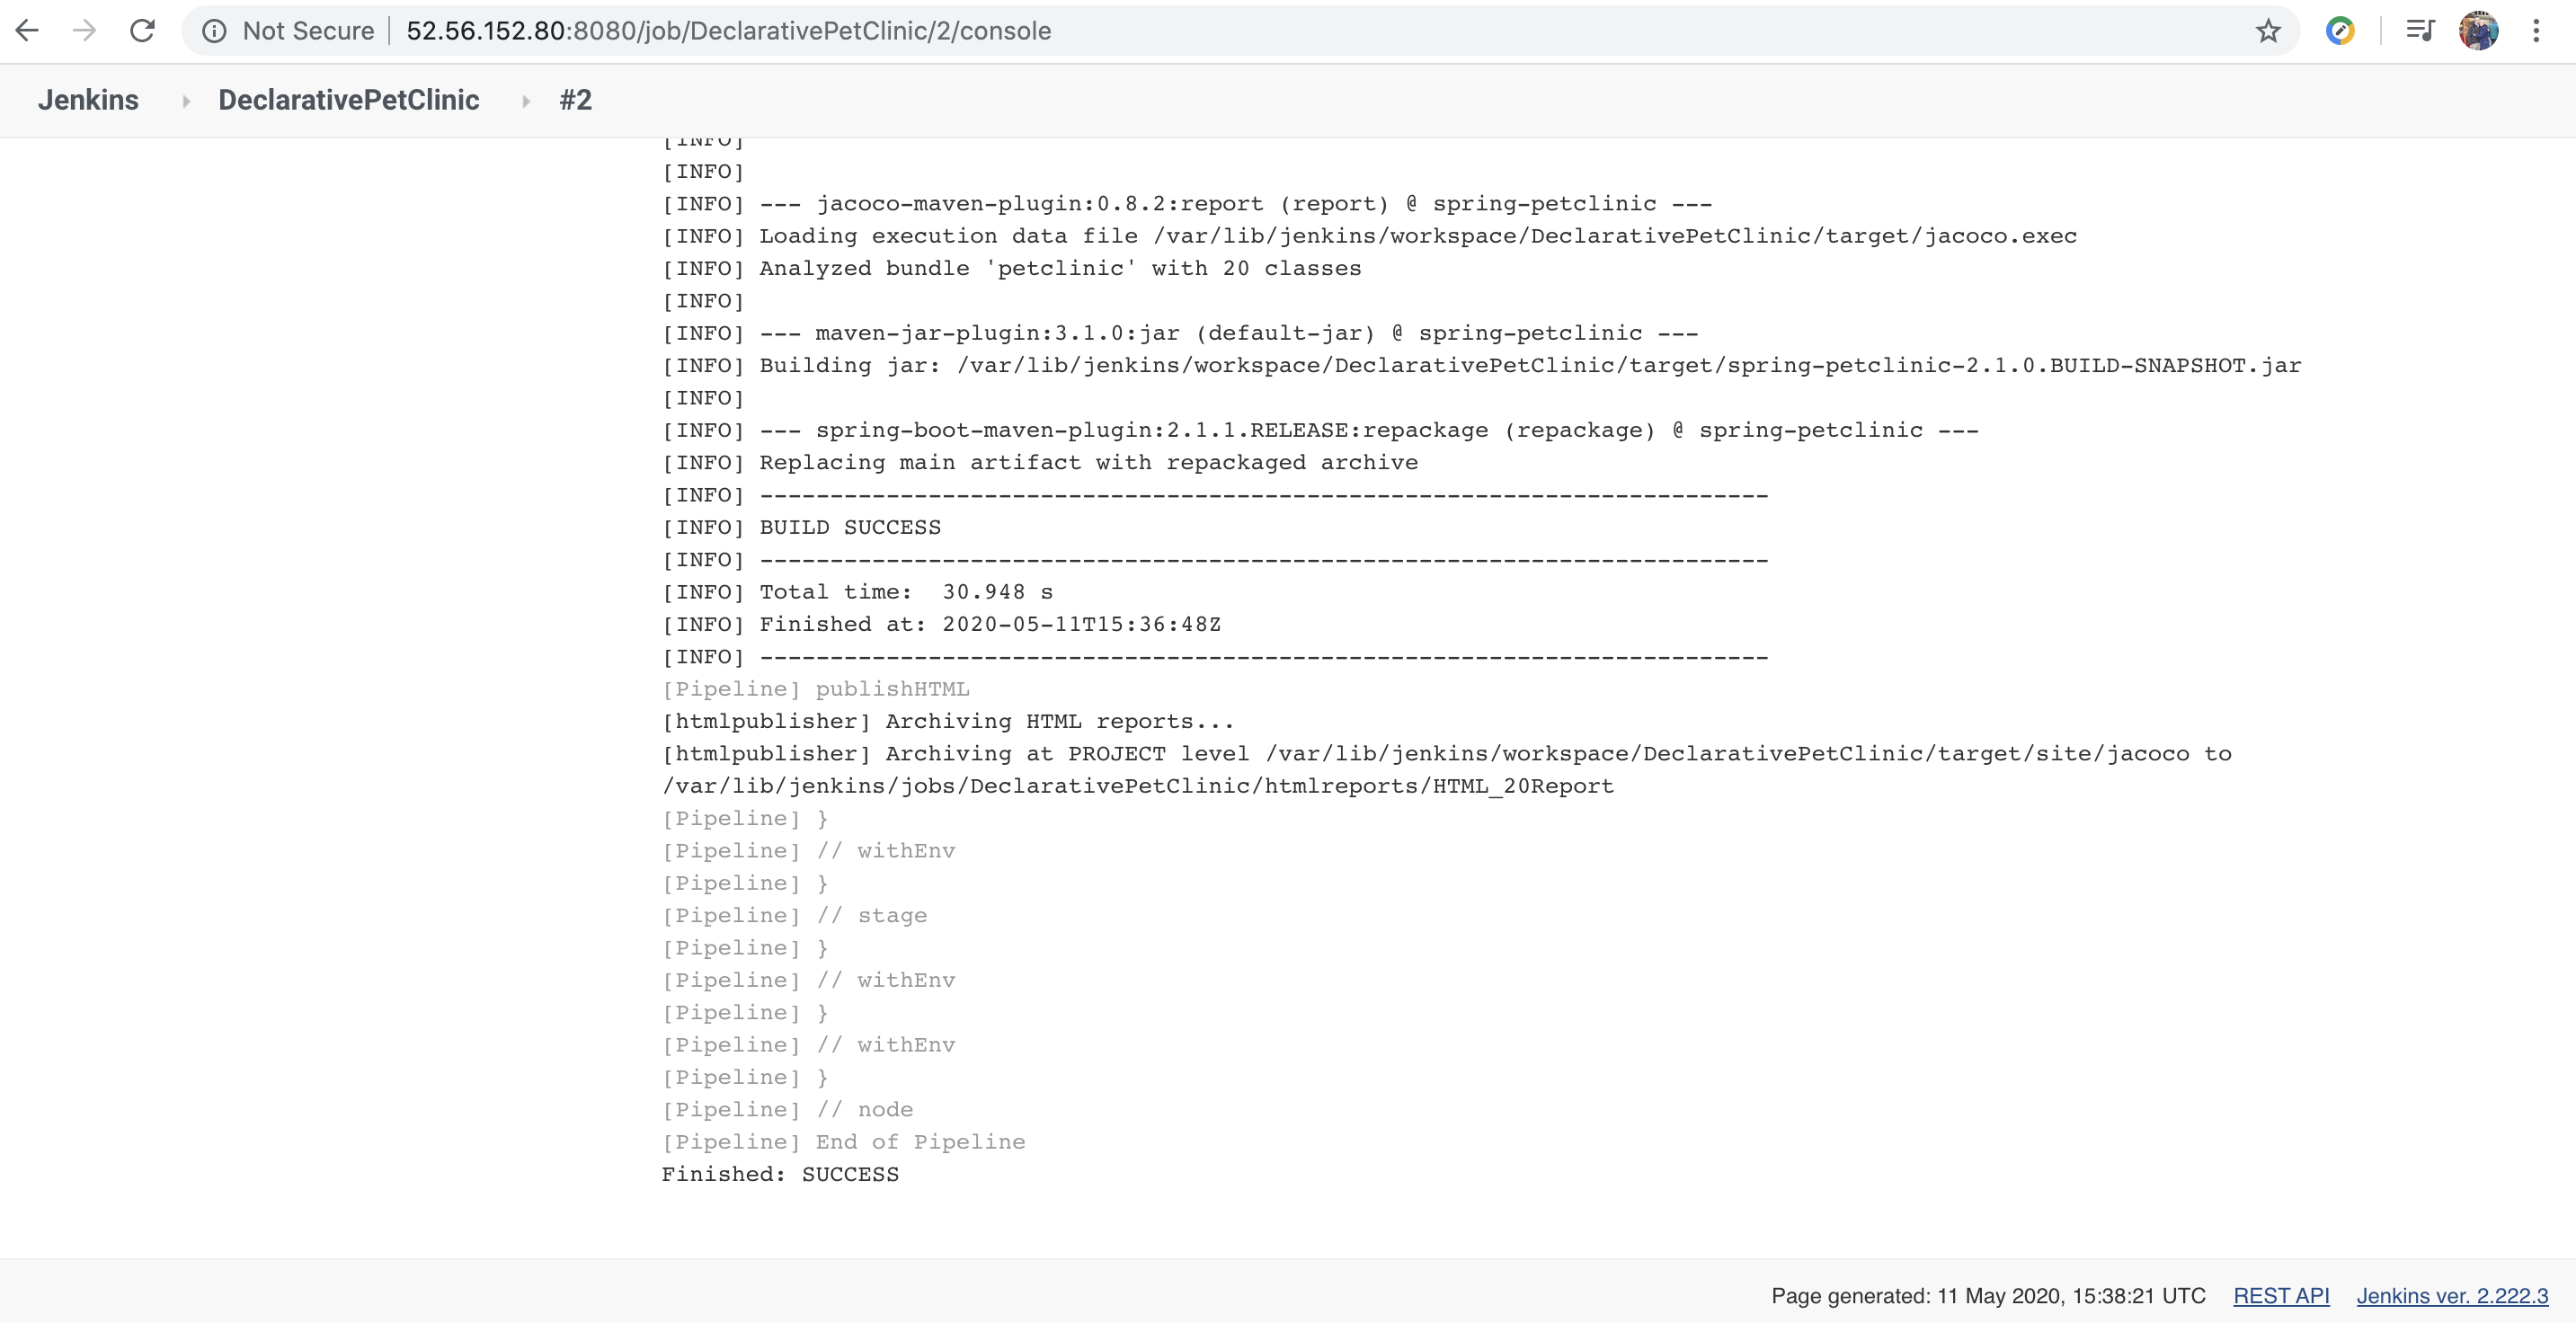 Not Secure 52.56.152.80:8080/job/DeclarativePetClinic/2/console
Jenkins DeclarativePetClinic #2
[INFO]
[INFO]
[INFO] --- jacoco-maven-plugin:0.8.2:report (report) @ spring-petclinic ---
[INFO] Loading execution data file /var/lib/jenkins/workspace/DeclarativePetClinic/target/jacoco.exec
[INFO] Analyzed bundle 'petclinic' with 20 classes
[INFO]
[INFO] --- maven-jar-plugin:3.1.0:jar (default-jar) @ spring-petclinic ---
[INFO] Building jar: /var/lib/jenkins/workspace/DeclarativePetClinic/target/spring-petclinic-2.1.0.BUILD-SNAPSHOT.jar
[INFO]
[INFO] --- spring-boot-maven-plugin:2.1.1.RELEASE:repackage (repackage) @ spring-petclinic ---
[INFO] Replacing main artifact with repackaged archive
[INFO] ------------------------------------------------------------------------
[INFO] BUILD SUCCESS
[INFO] ------------------------------------------------------------------------
[INFO] Total time:  30.948 s
[INFO] Finished at: 2020-05-11T15:36:48Z
[INFO] ------------------------------------------------------------------------
[Pipeline] publishHTML
[htmlpublisher] Archiving HTML reports...
[htmlpublisher] Archiving at PROJECT level /var/lib/jenkins/workspace/DeclarativePetClinic/target/site/jacoco to
/var/lib/jenkins/jobs/DeclarativePetClinic/htmlreports/HTML_20Report
[Pipeline] }
[Pipeline] // withEnv
[Pipeline] }
[Pipeline] // stage
[Pipeline] }
[Pipeline] // withEnv
[Pipeline] }
[Pipeline] // withEnv
[Pipeline] }
[Pipeline] // node
[Pipeline] End of Pipeline
Finished: SUCCESS
Page generated: 11 May 2020, 15:38:21 UTC REST API Jenkins ver. 2.222.3